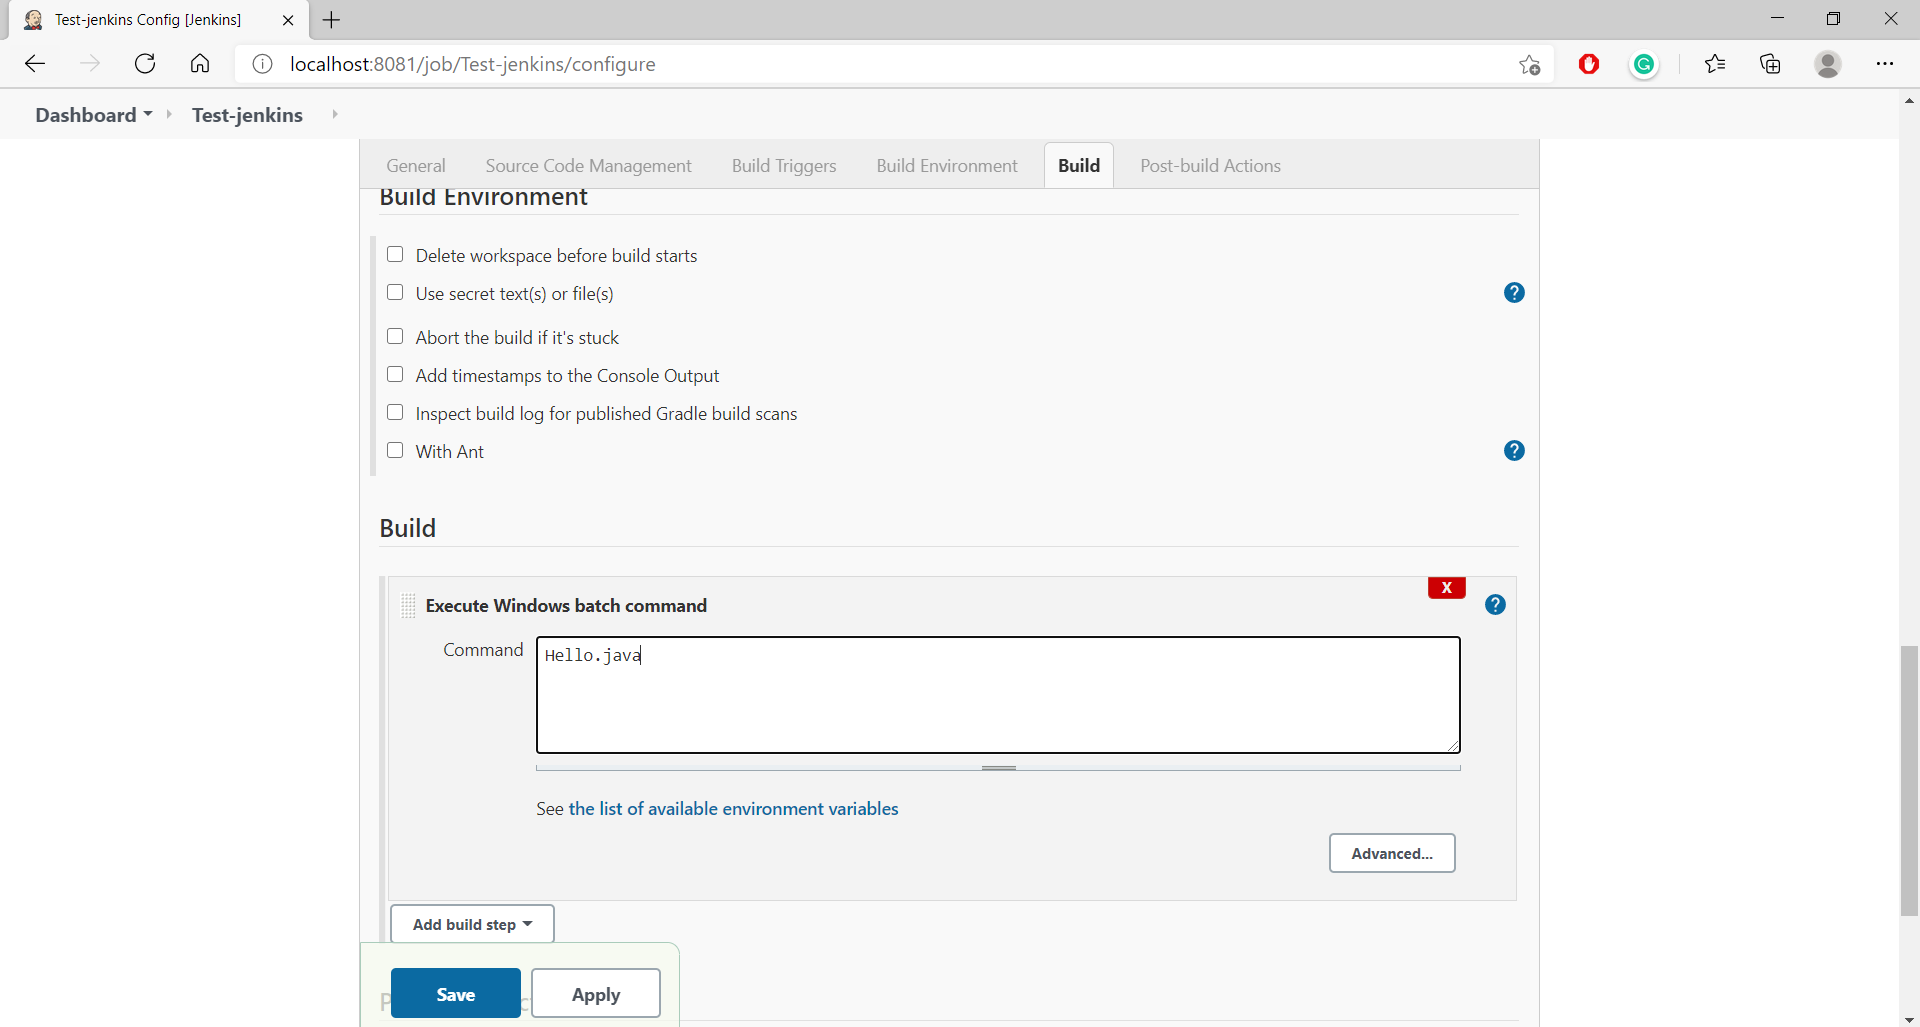 Test-jenkins Config [Jenkins]
localhost:8081/job/Test-jenkins/configure
Dashboard Test-jenkins
General Source Code Management Build Triggers Build Environment Build Post-build Actions
Build Environment
Delete workspace before build starts
Use secret text(s) or file(s)
?
Abort the build if it's stuck
Add timestamps to the Console Output
Inspect build log for published Gradle build scans
With Ant
?
Build
X
Execute Windows batch command
?
Command
Hello.java
See the list of available environment variables
Advanced...
Add build step
Save Apply